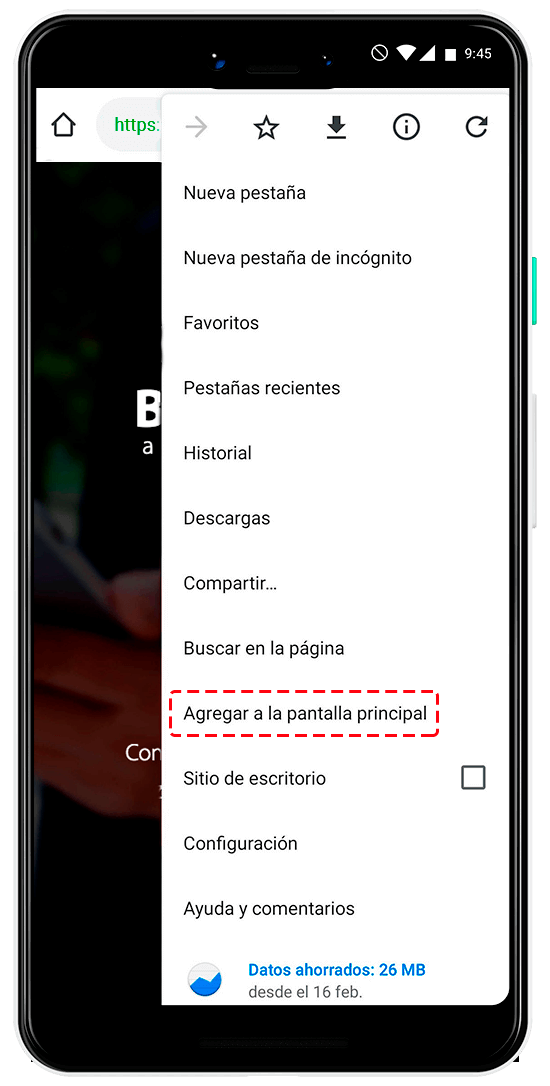 9:45
https:
Nueva pestaña
Nueva pestaña de incógnito
Favoritos
Pestañas recientes
B
a
Historial
Descargas
Compartir...
Buscar en la página
Agregar a la pantalla principal
Con
Sitio de escritorio
Configuración
Ayuda y comentarios
Datos ahorrados: 26 MB
desde el 16 feb.